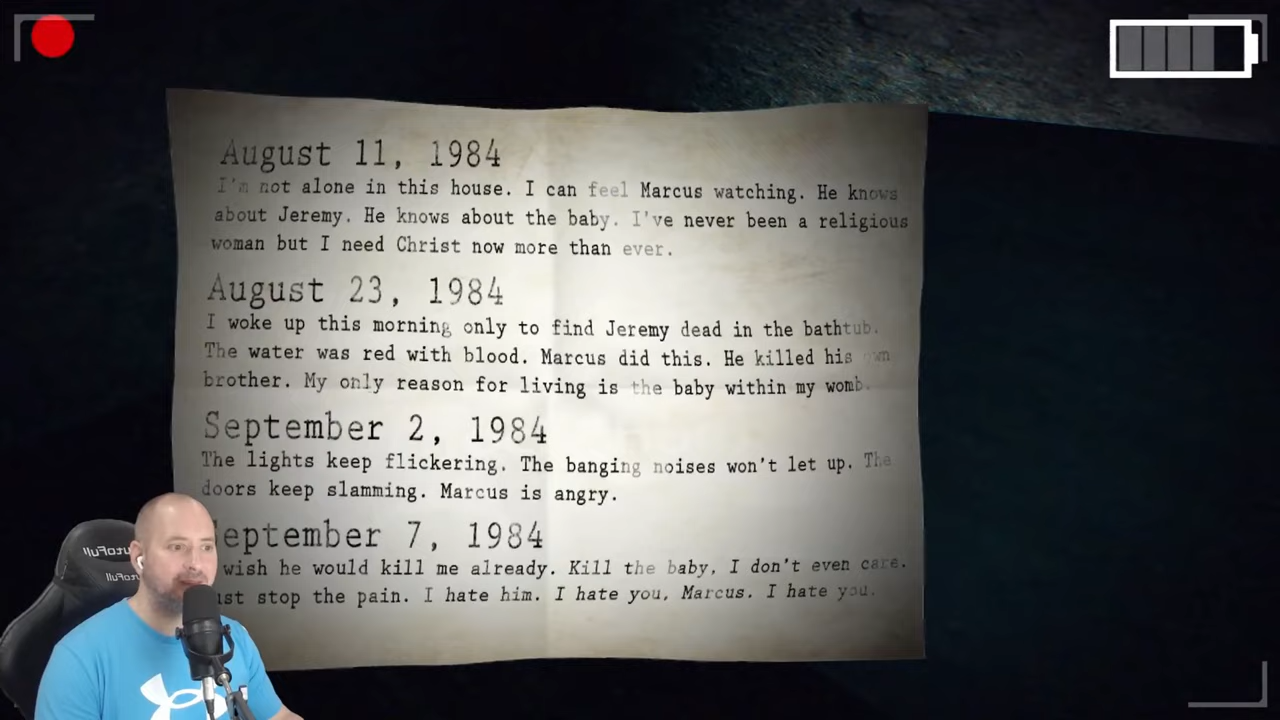 August 11, 1984
I'm not alone in this house. I can feel Marcus watching. He knows
about Jeremy. He knows about the baby. I've never been a religious
woman but I need Christ now more than ever.
August 23, 1984
I woke up this morning only to find Jeremy dead in the bathtub.
The water was red with blood. Marcus did this. He killed his own
brother. My only reason for living is the baby within my womb.
September 2, 1984
The lights keep flickering. The banging noises won't let up. The
doors keep slamming. Marcus is angry.
September 7, 1984
wish he would kill me already. Kill the baby, I don't even care.
ust stop the pain. I hate him. I hate you, Marcus. I hate you.